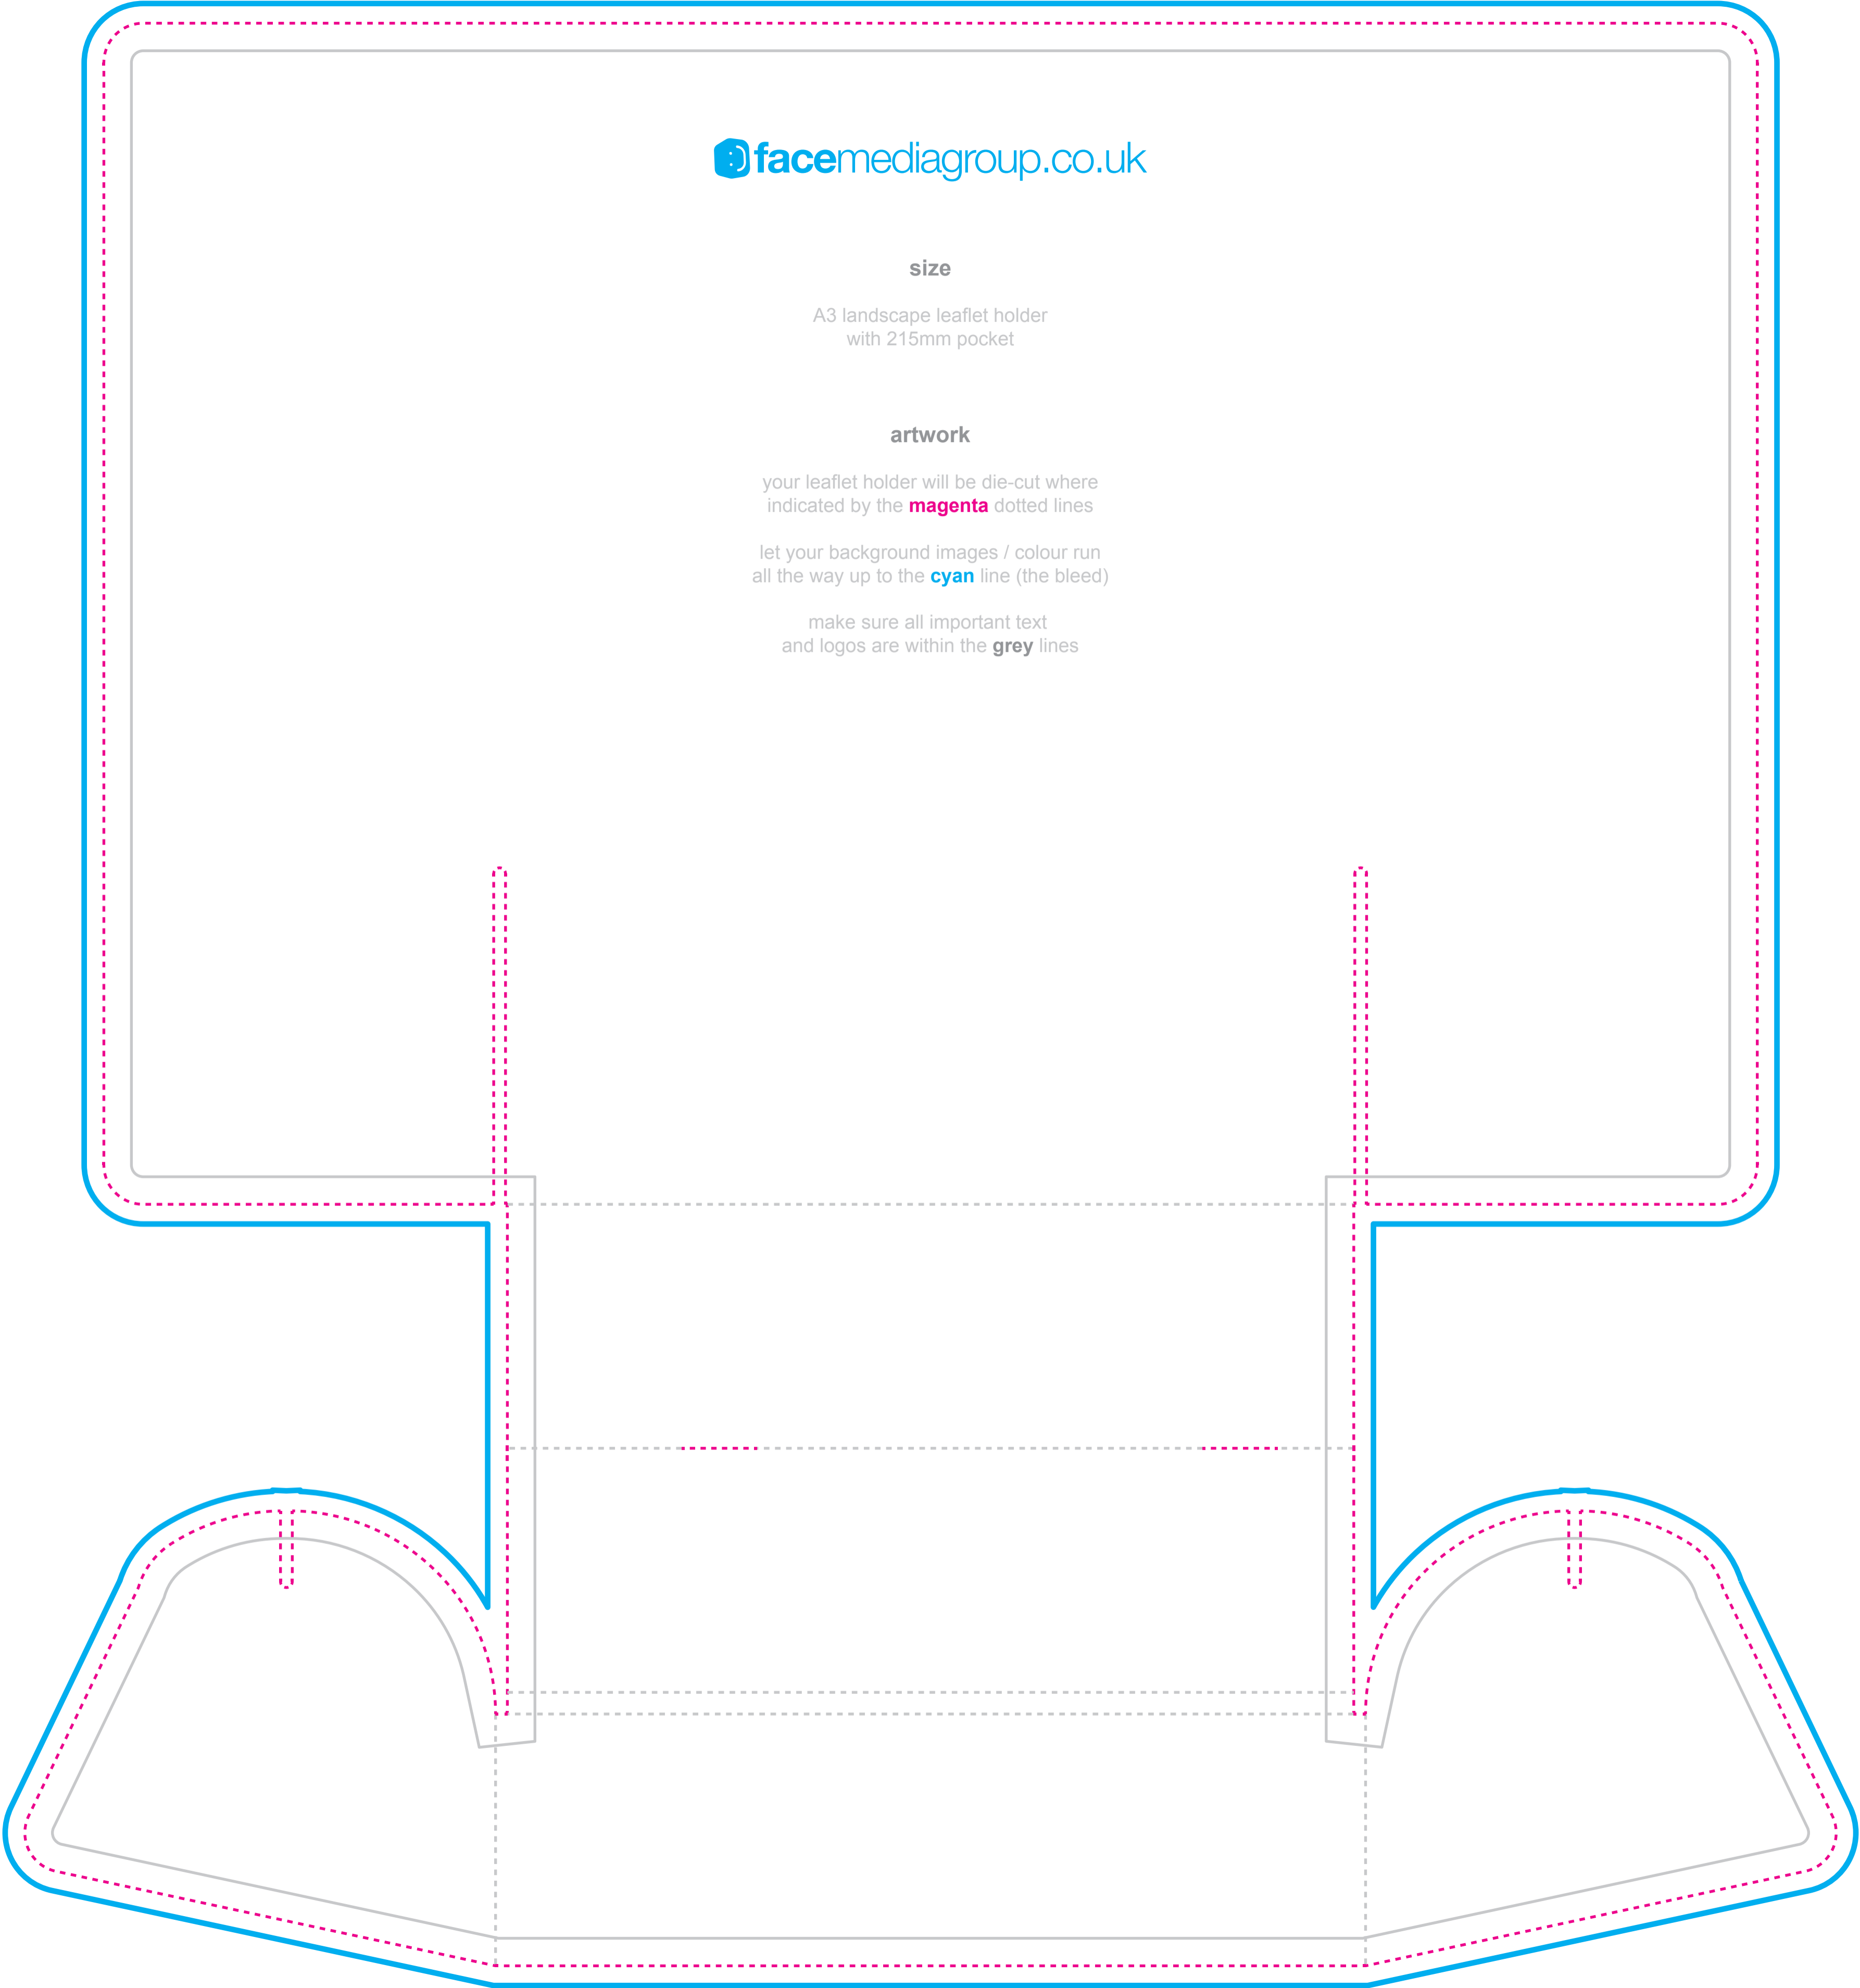 facemediagroup.co.uk
size
A3 landscape leaflet holder
with 215mm pocket
artwork
your leaflet holder will be die-cut where
indicated by the magenta dotted lines
let your background images / colour run
all the way up to the cyan line (the bleed)
make sure all important text
and logos are within the grey lines